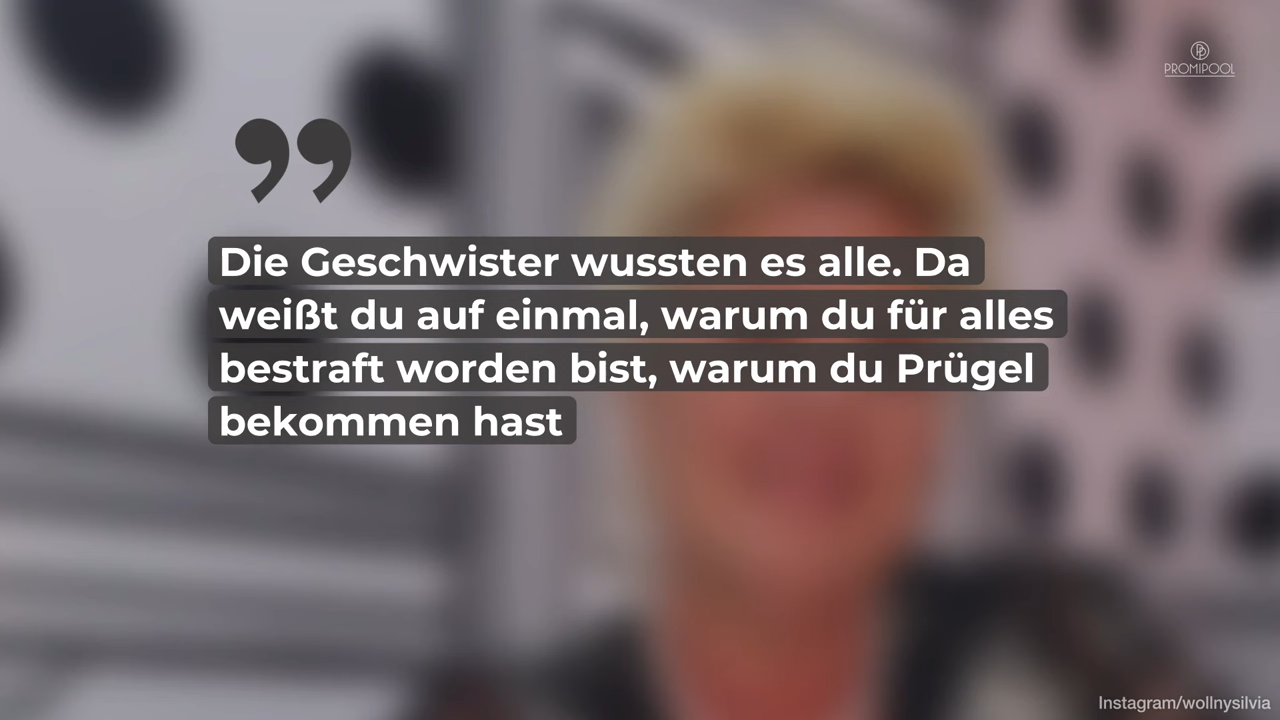 PROMIPOOL
”
Die Geschwister wussten es alle. Da
weißt du auf einmal, warum du für alles
bestraft worden bist, warum du Prügel
bekommen hast
Instagram/wollnysilvia